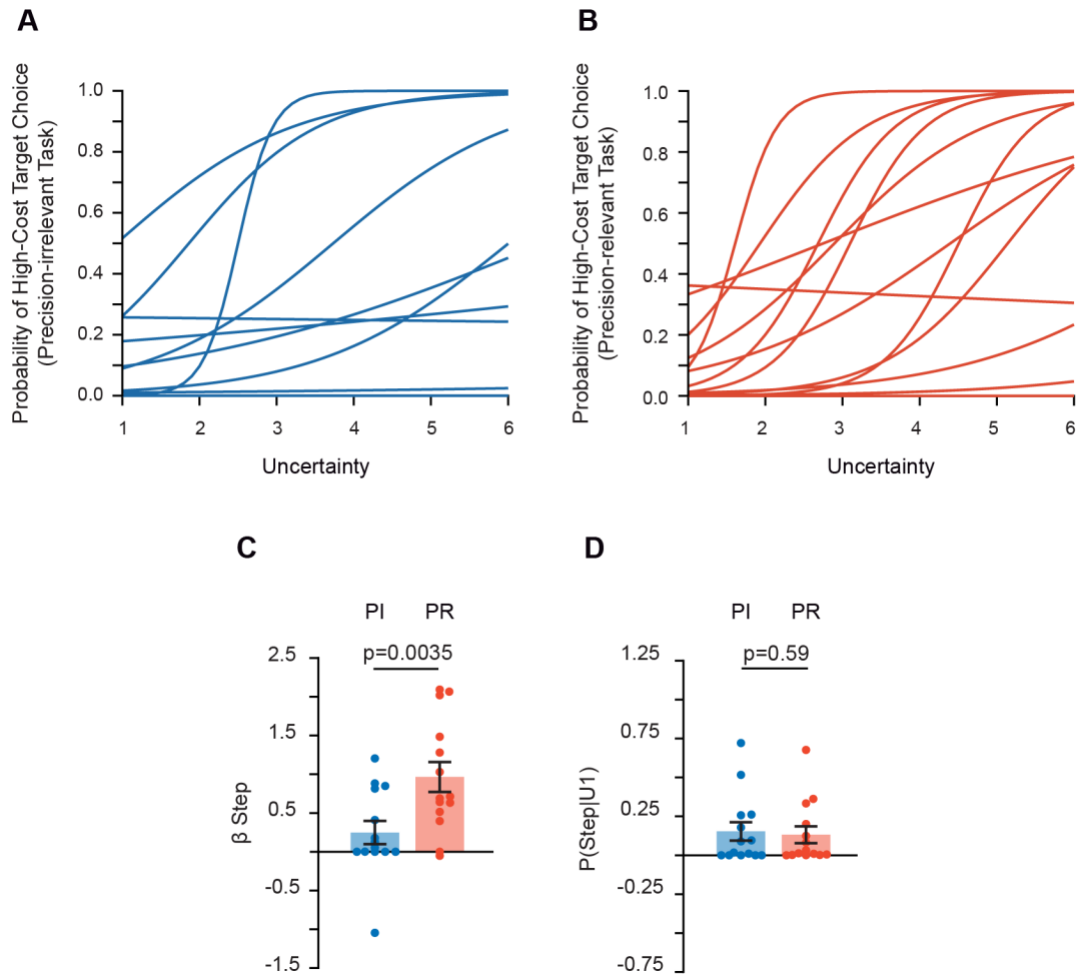 A
Probability of High-Cost Target Choice
(Precision-irrelevant Task)
1.0
0.8
0.6
0.4
0.2
0.0
1 2 3 4 5 6
Uncertainty
B
Probability of High-Cost Target Choice
(Precision-relevant Task)
1.0
0.8
0.6
0.4
0.2
0.0
1 2 3 4 5 6
Uncertainty
C
PI PR
p=0.0035
β Step
2.5
1.5
0.5
-0.5
-1.5
D
PI PR
p=0.59
P(Step|U1)
1.25
0.75
0.25
-0.25
-0.75